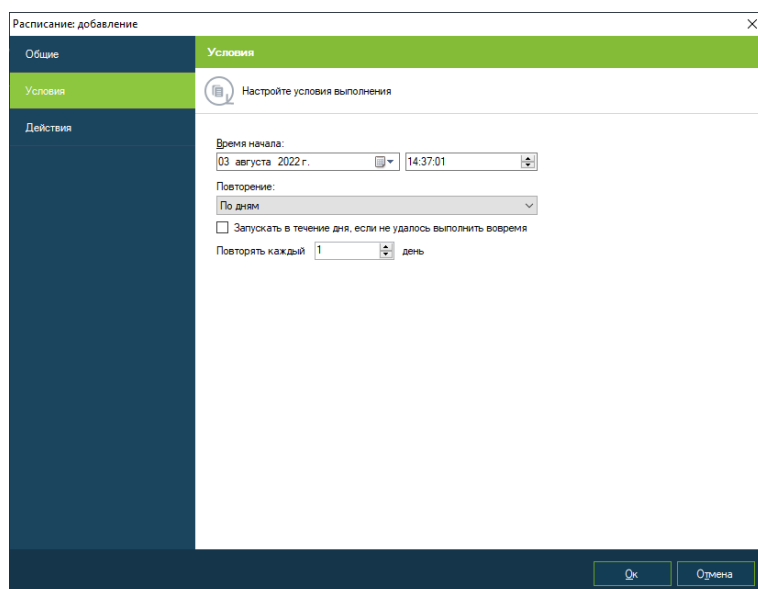 Расписание: добавление
Общие
Условия
Действия
Условия
Настройте условия выполнения
Время начала:
03 августа 2022 г. 14:37:01
Повторение:
По дням
Запускать в течение дня, если не удалось выполнить вовремя
Повторять каждый 1 день
Ок Отмена